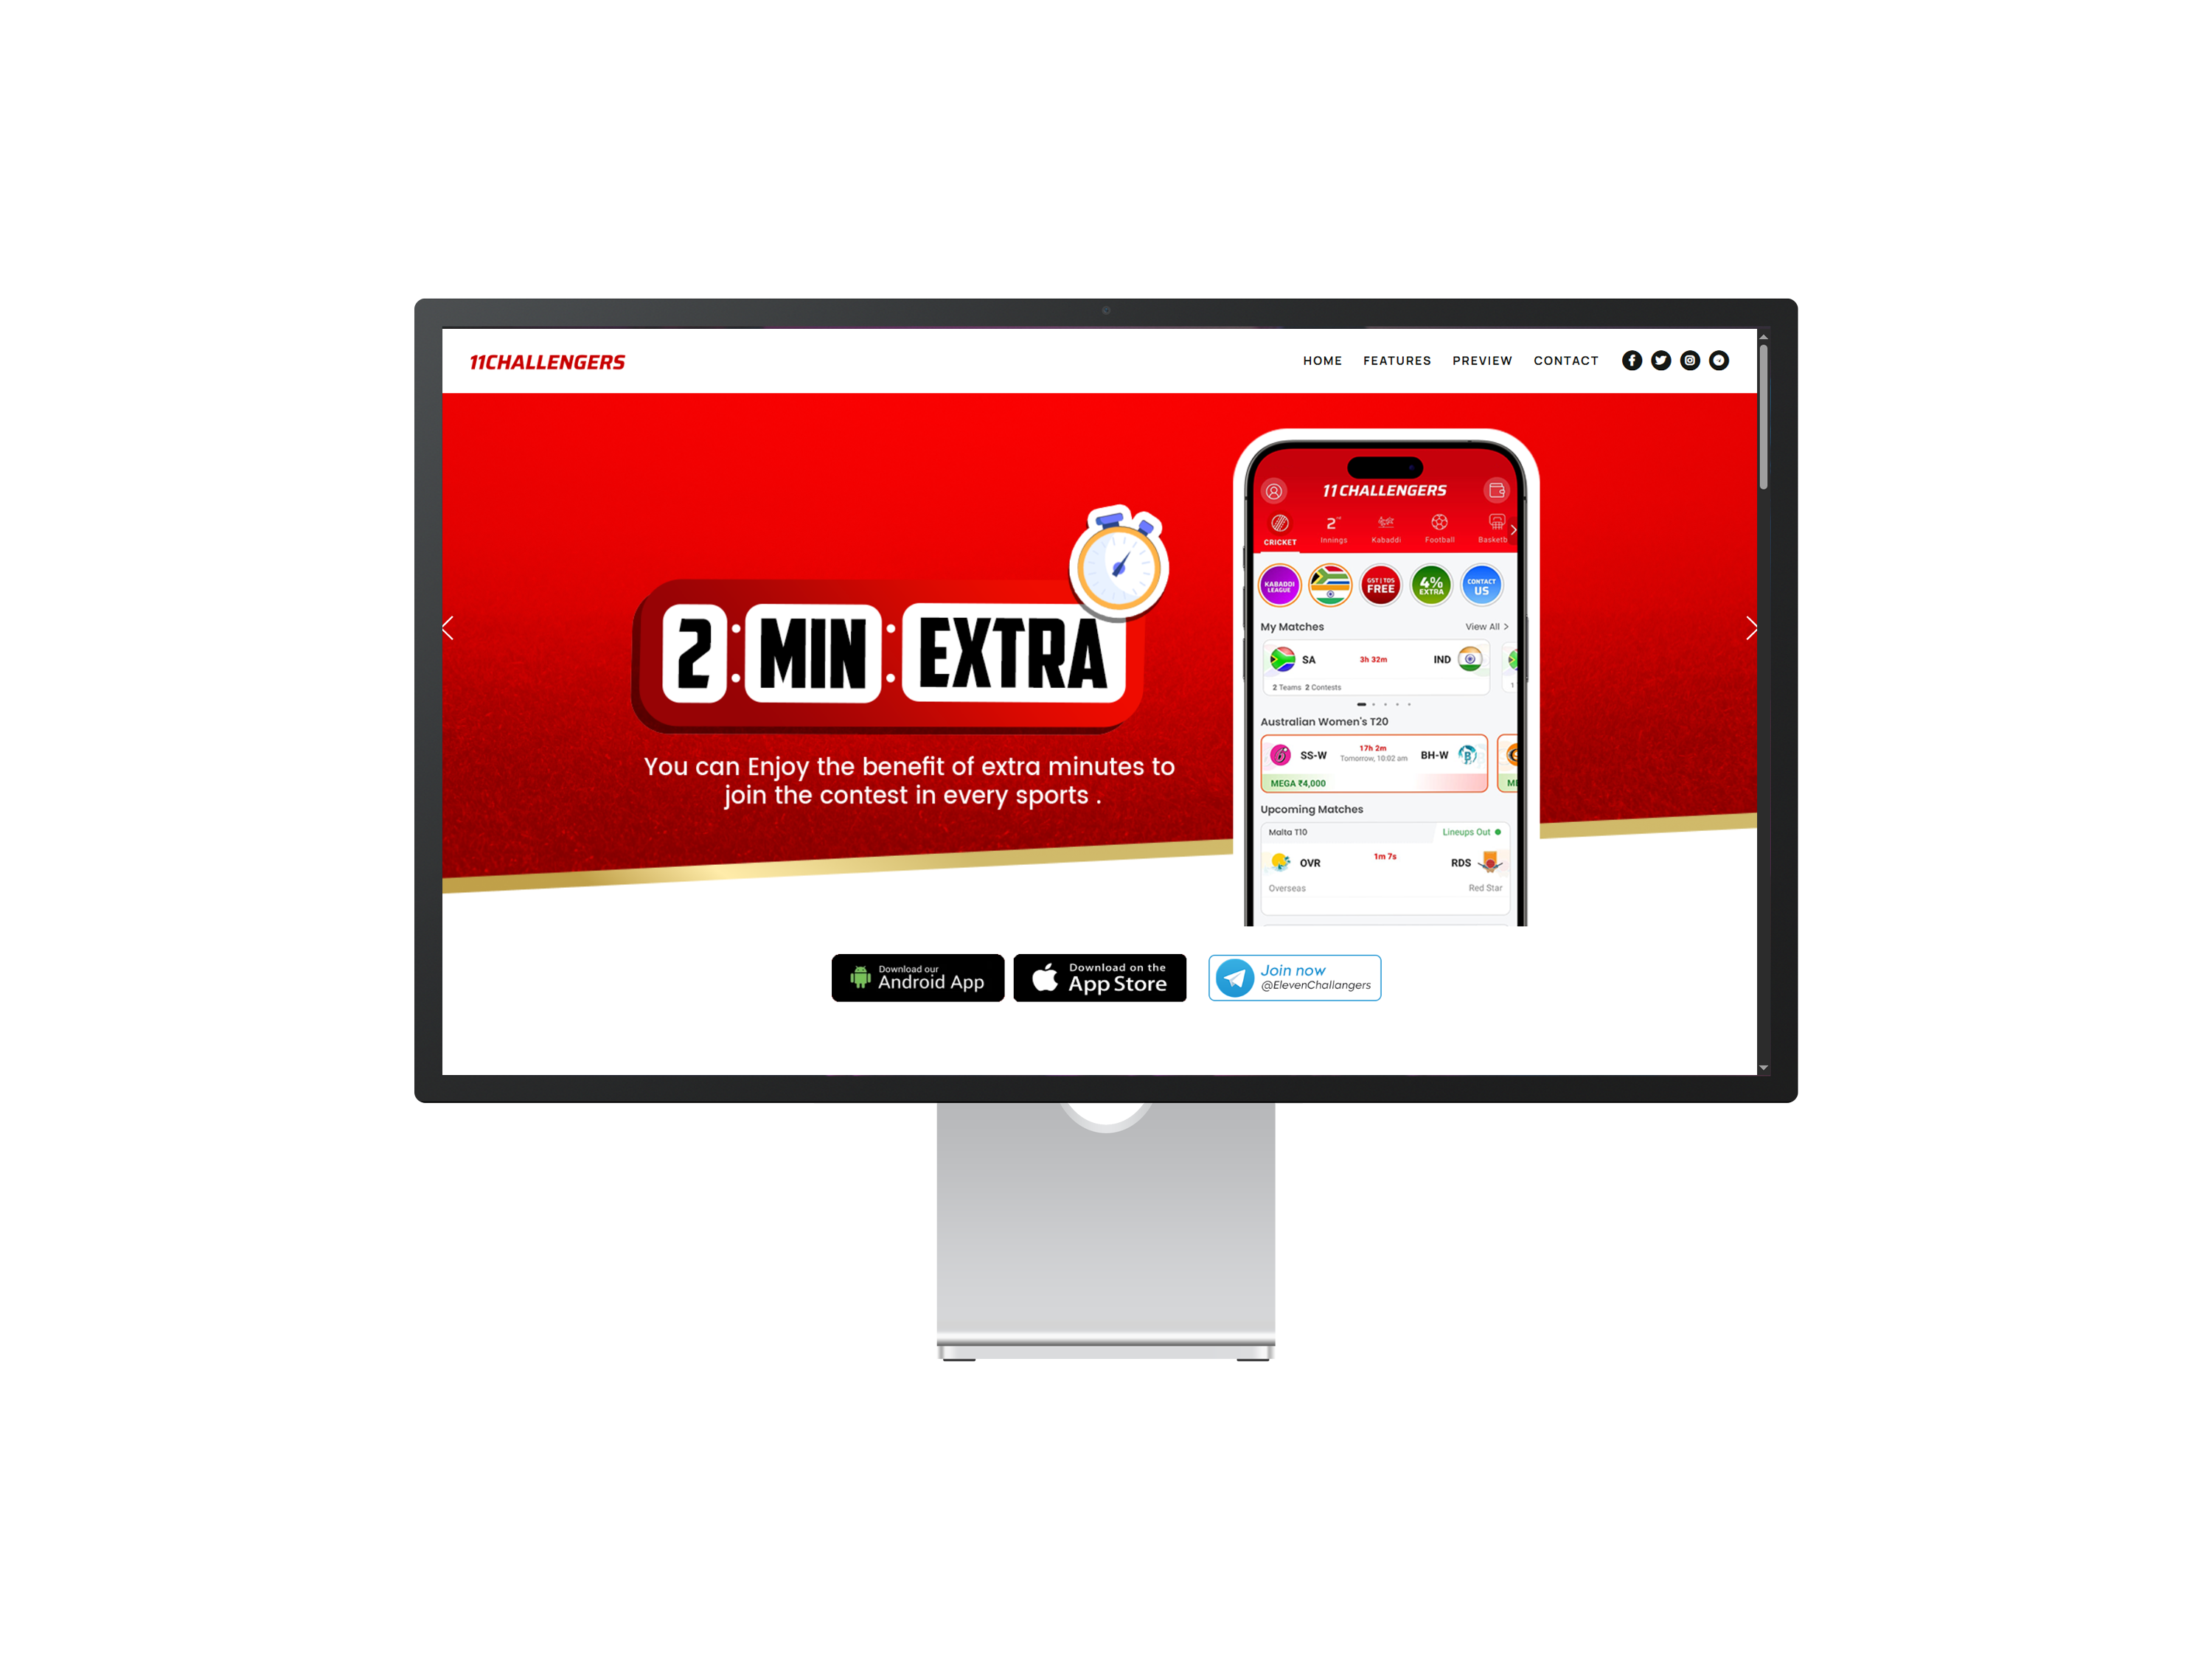 11CHALLENGERS
HOME FEATURES PREVIEW CONTACT
2:MIN:EXTRA
You can Enjoy the benefit of extra minutes to
join the contest in every sports .
11CHALLENGERS
CRICKET
2
Innings
Kabaddi
Football
Basketb
KABADDI
LEAGUE
GST | TDS
FREE
4%
EXTRA
CONTACT
US
My Matches View All >
SA 3h 32m IND
2 Teams 2 Contests
1
Australian Women's T20
SS-W 17h 2m BH-W
Tomorrow, 10:02 am
MEGA ₹4,000
Upcoming Matches
Malta T10 Lineups Out
OVR 1m 7s RDS
Overseas Red Star
Download our
Android App
Download on the
App Store
Join now
@ElevenChallangers